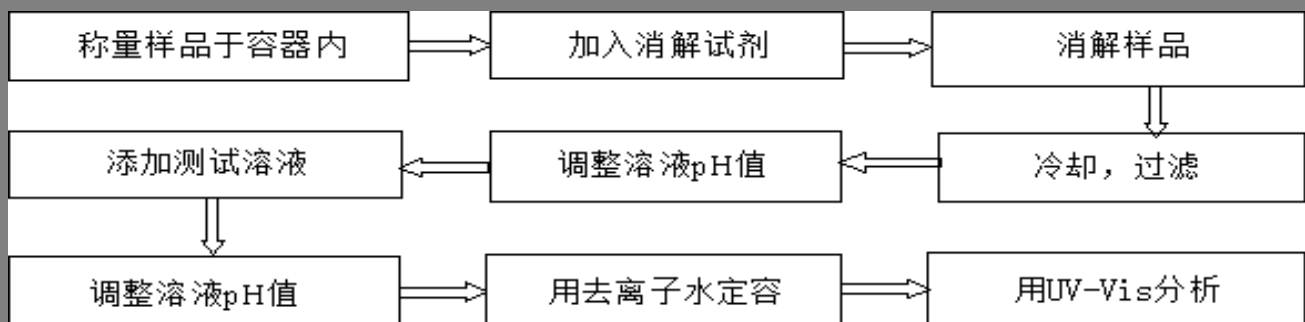 称量样品于容器内
加入消解试剂
消解样品
冷却，过滤
调整溶液pH值
添加测试溶液
调整溶液pH值
用去离子水定容
用UV-Vis分析